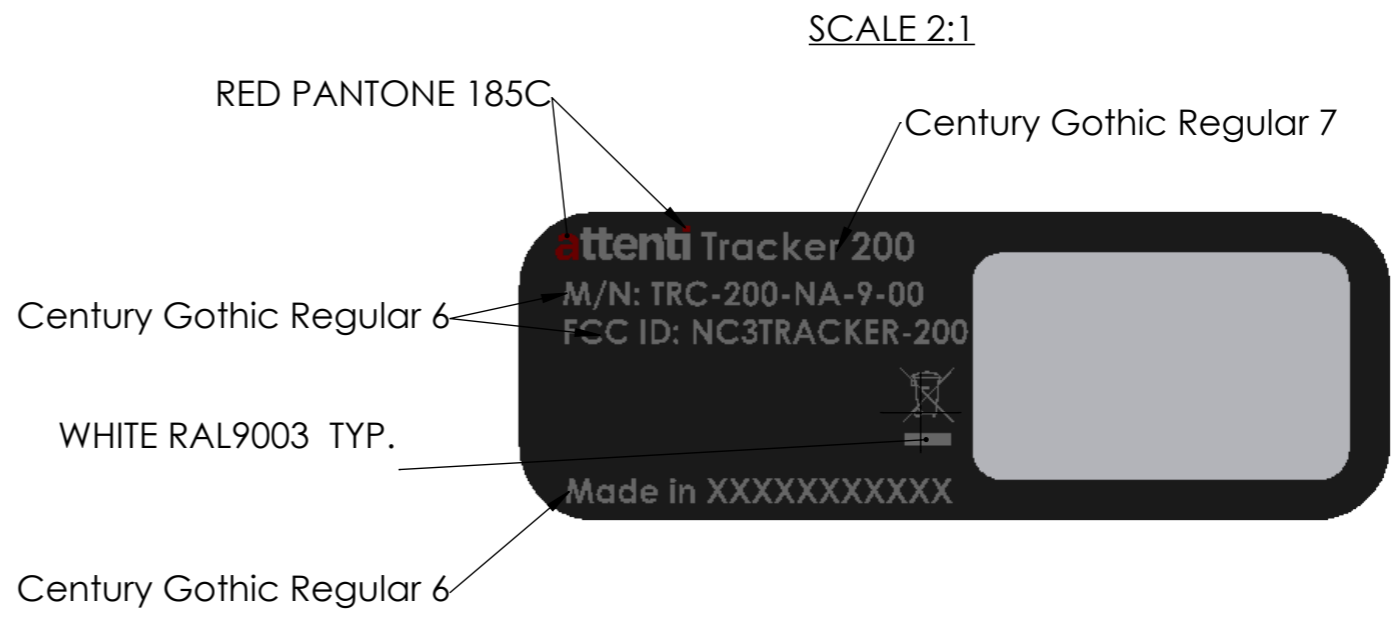 SCALE 2:1
RED PANTONE 185C
Century Gothic Regular 7
attenti Tracker 200
M/N: TRC-200-NA-9-00
Century Gothic Regular 6
FCC ID: NC3TRACKER-200
WHITE RAL9003 TYP.
Made in XXXXXXXXXXX
Century Gothic Regular 6